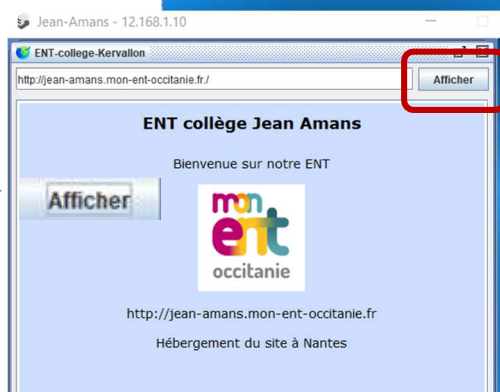 Jean-Amans - 12.168.1.10
ENT-college-Kervallon
http://jean-amans.mon-ent-occitanie.fr./
Afficher
ENT collège Jean Amans
Bienvenue sur notre ENT
Afficher
mon
ent
occitanie
http://jean-amans.mon-ent-occitanie.fr
Hébergement du site à Nantes